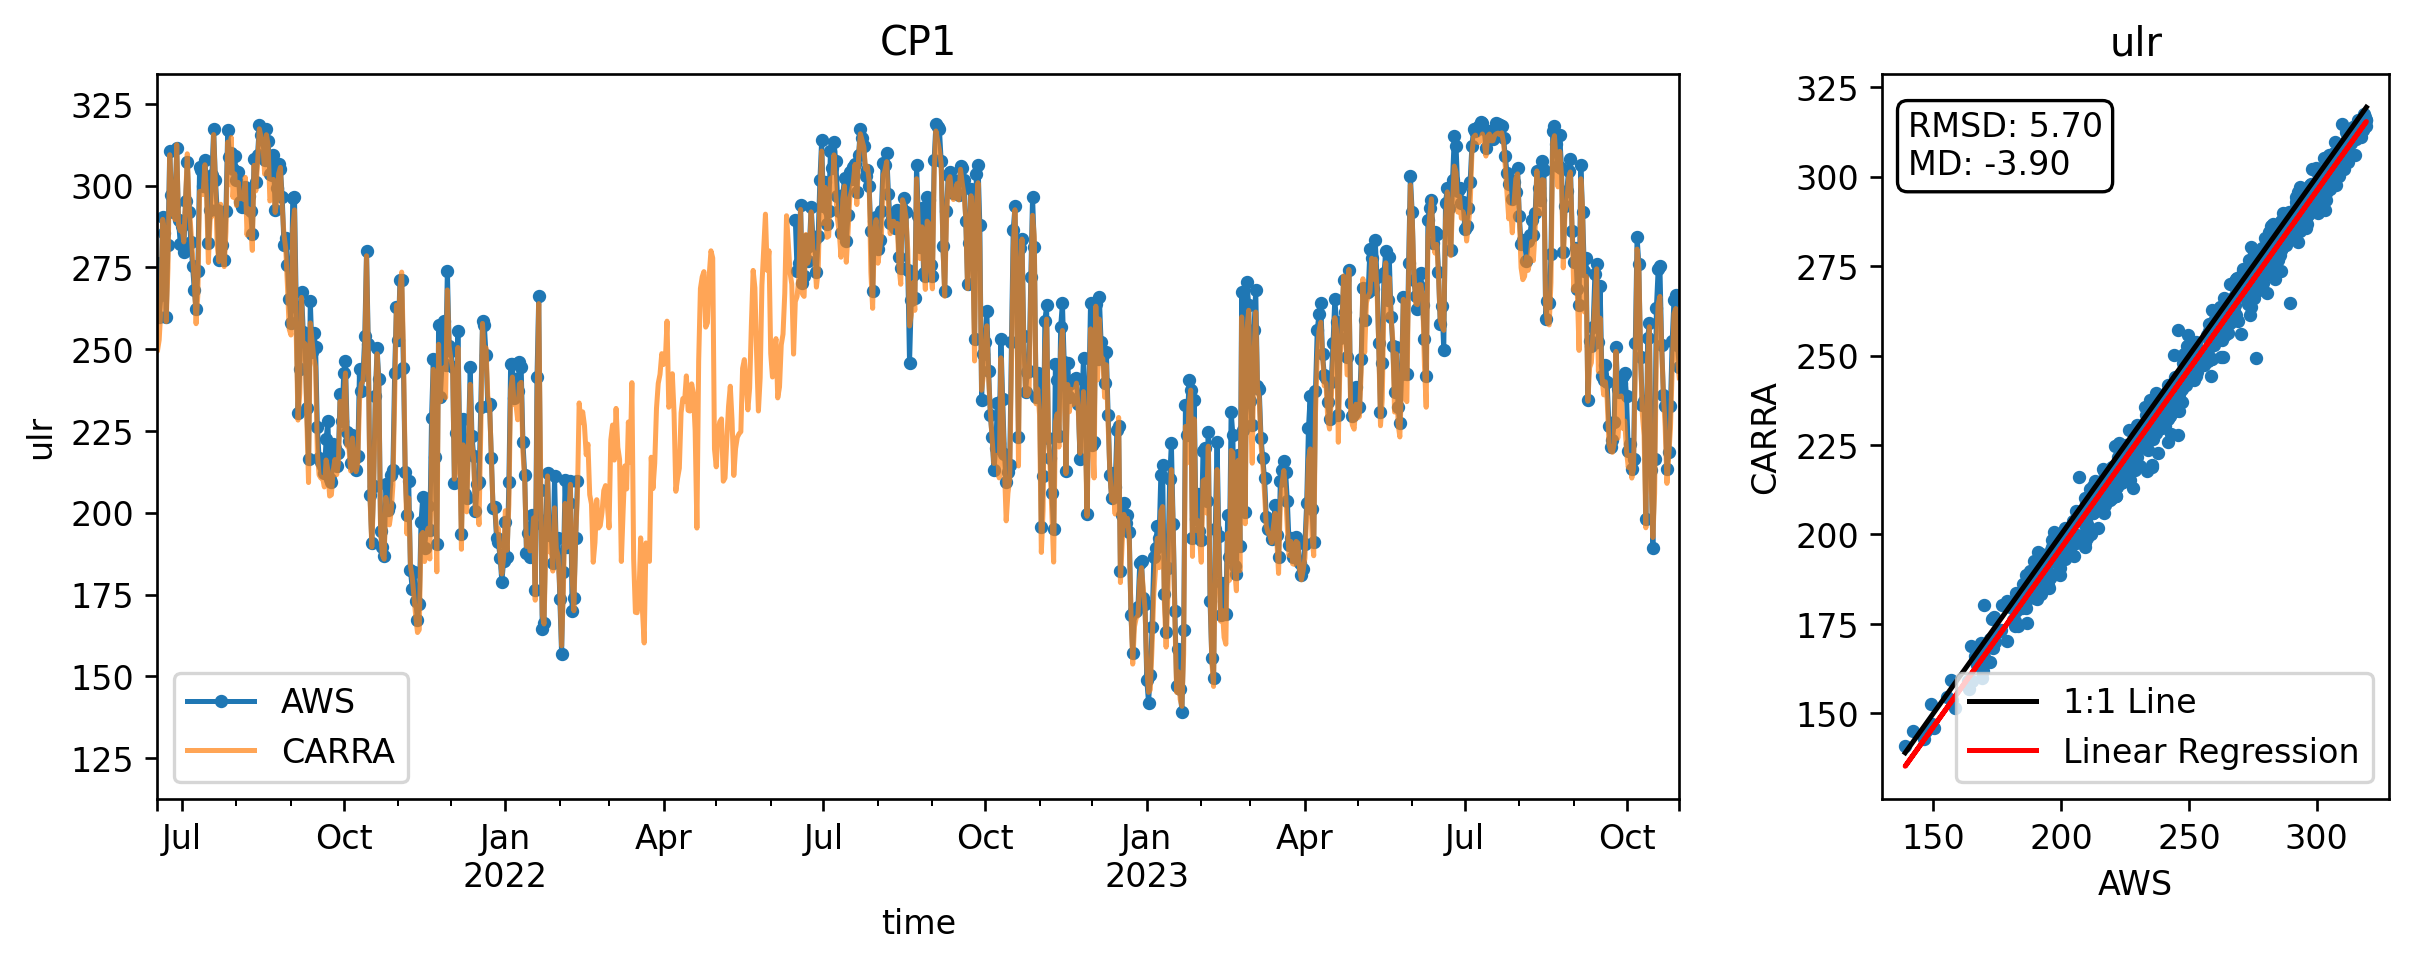 CP1
ulr
325
300
275
250
225
200
175
150
125
AWS
CARRA
Jul
Oct
Jan
2022
Apr
Jul
Oct
Jan
2023
Apr
Jul
Oct
time
ulr
CARRA
325
300
275
250
225
200
175
150
RMSD: 5.70
MD: -3.90
1:1 Line
Linear Regression
150
200
250
300
AWS